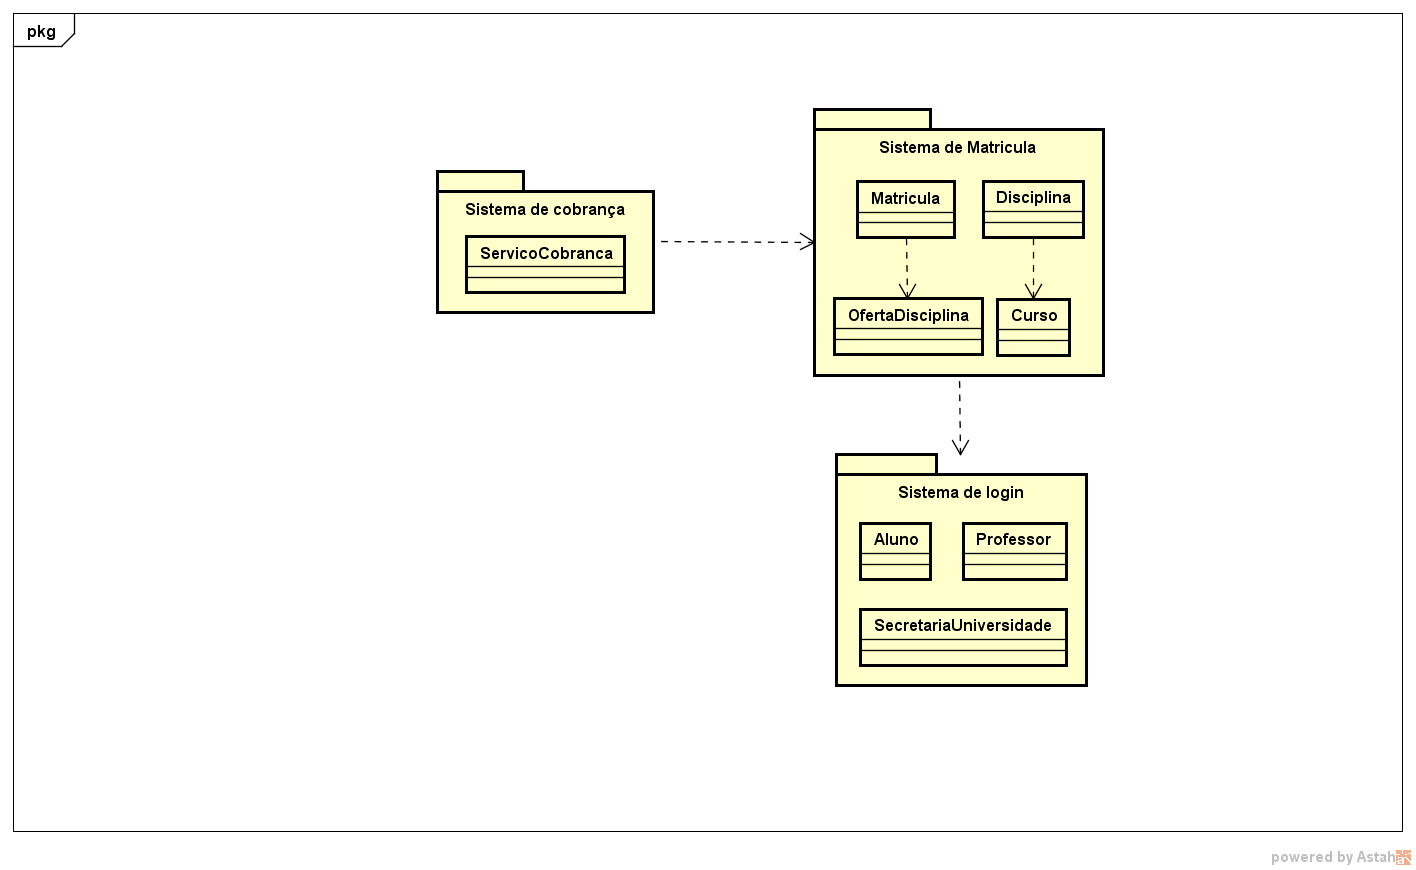 pkg
Sistema de cobrança
ServicoCobranca
Sistema de Matricula
Matricula
Disciplina
OfertaDisciplina
Curso
Sistema de login
Aluno
Professor
SecretariaUniversidade
powered by Astah